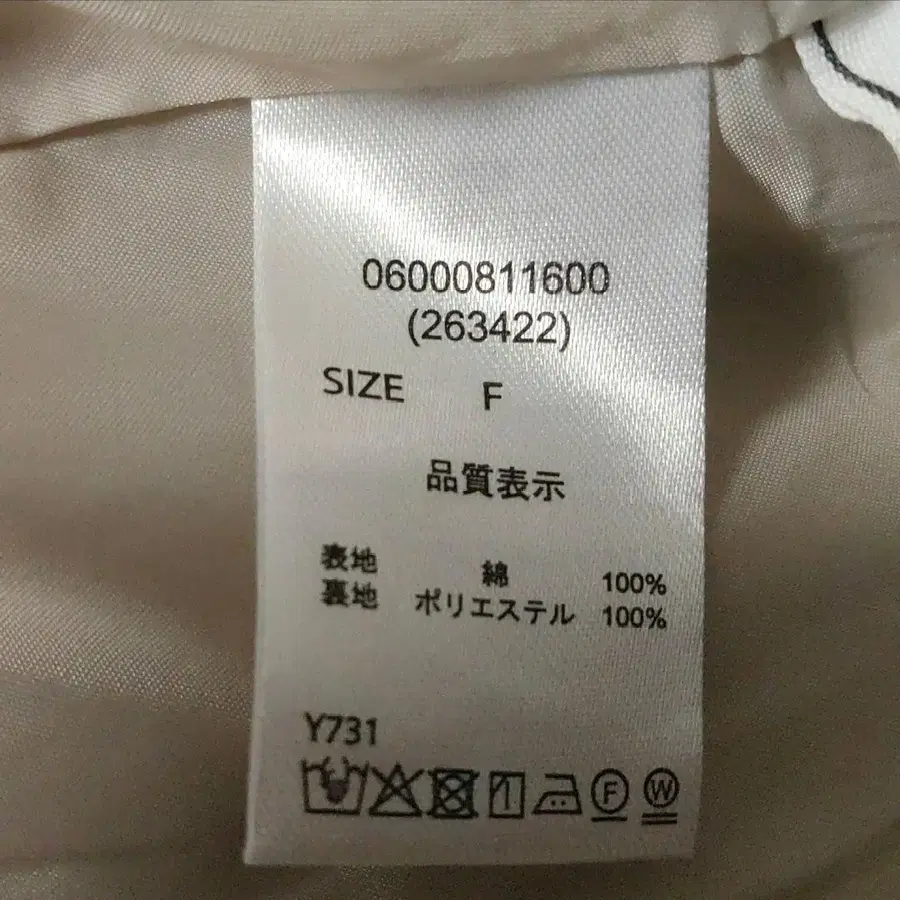 06000811600
(263422)
SIZE F
品質表示
表地 綿 100%
裏地 ポリエステル 100%
Y731
F W